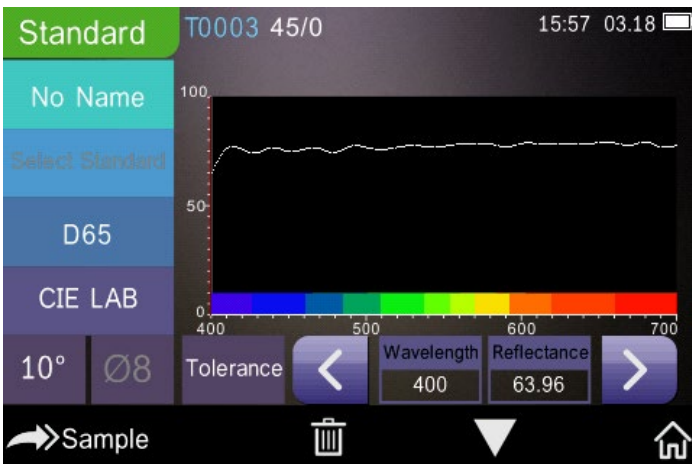 Standard
T0003 45/0
15:57 03.18
No Name
Select Standard
D65
CIE LAB
10° Ø8
100
50
0
400 500 600 700
Tolerance
Wavelength Reflectance
400 63.96
Sample